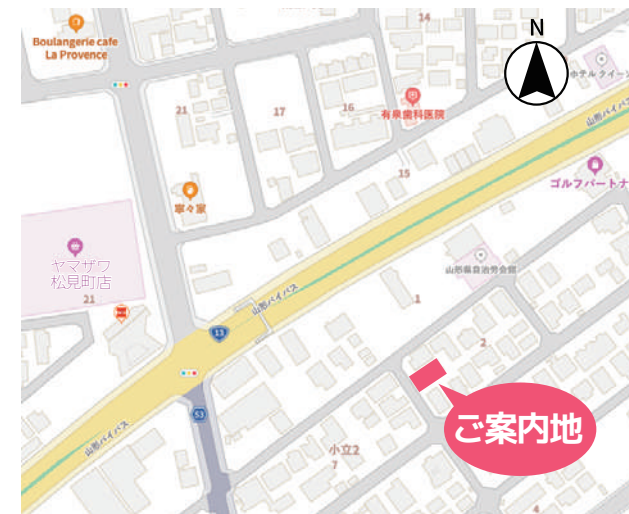 14
N
Boulangerie cafe
La Provence
ホテル クイーン
21
17
16
有泉歯科医院
山形バイパス
15
ゴルフパートナ
寧々家
ヤマザワ
松見町店
21
山形県自治労会館
山形バイパス
1
13
2
53
ご案内地
山形バイパス
小立2
7
4